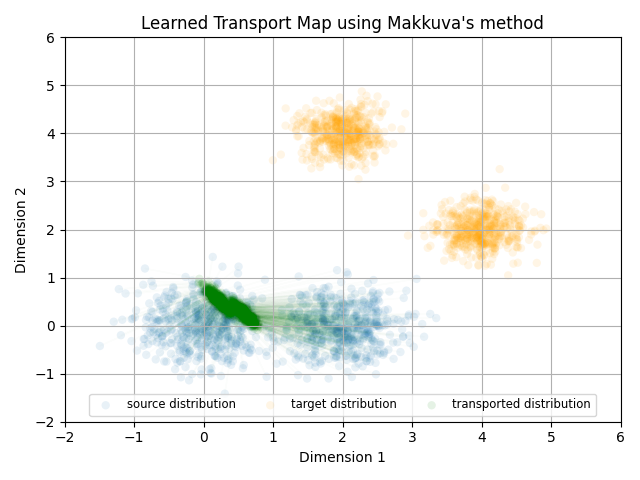 Learned Transport Map using Makkuva's method
6
5
4
3
2
1
0
−1
−2
Dimension 2
source distribution target distribution transported distribution
−2 −1 0 1 2 3 4 5 6
Dimension 1